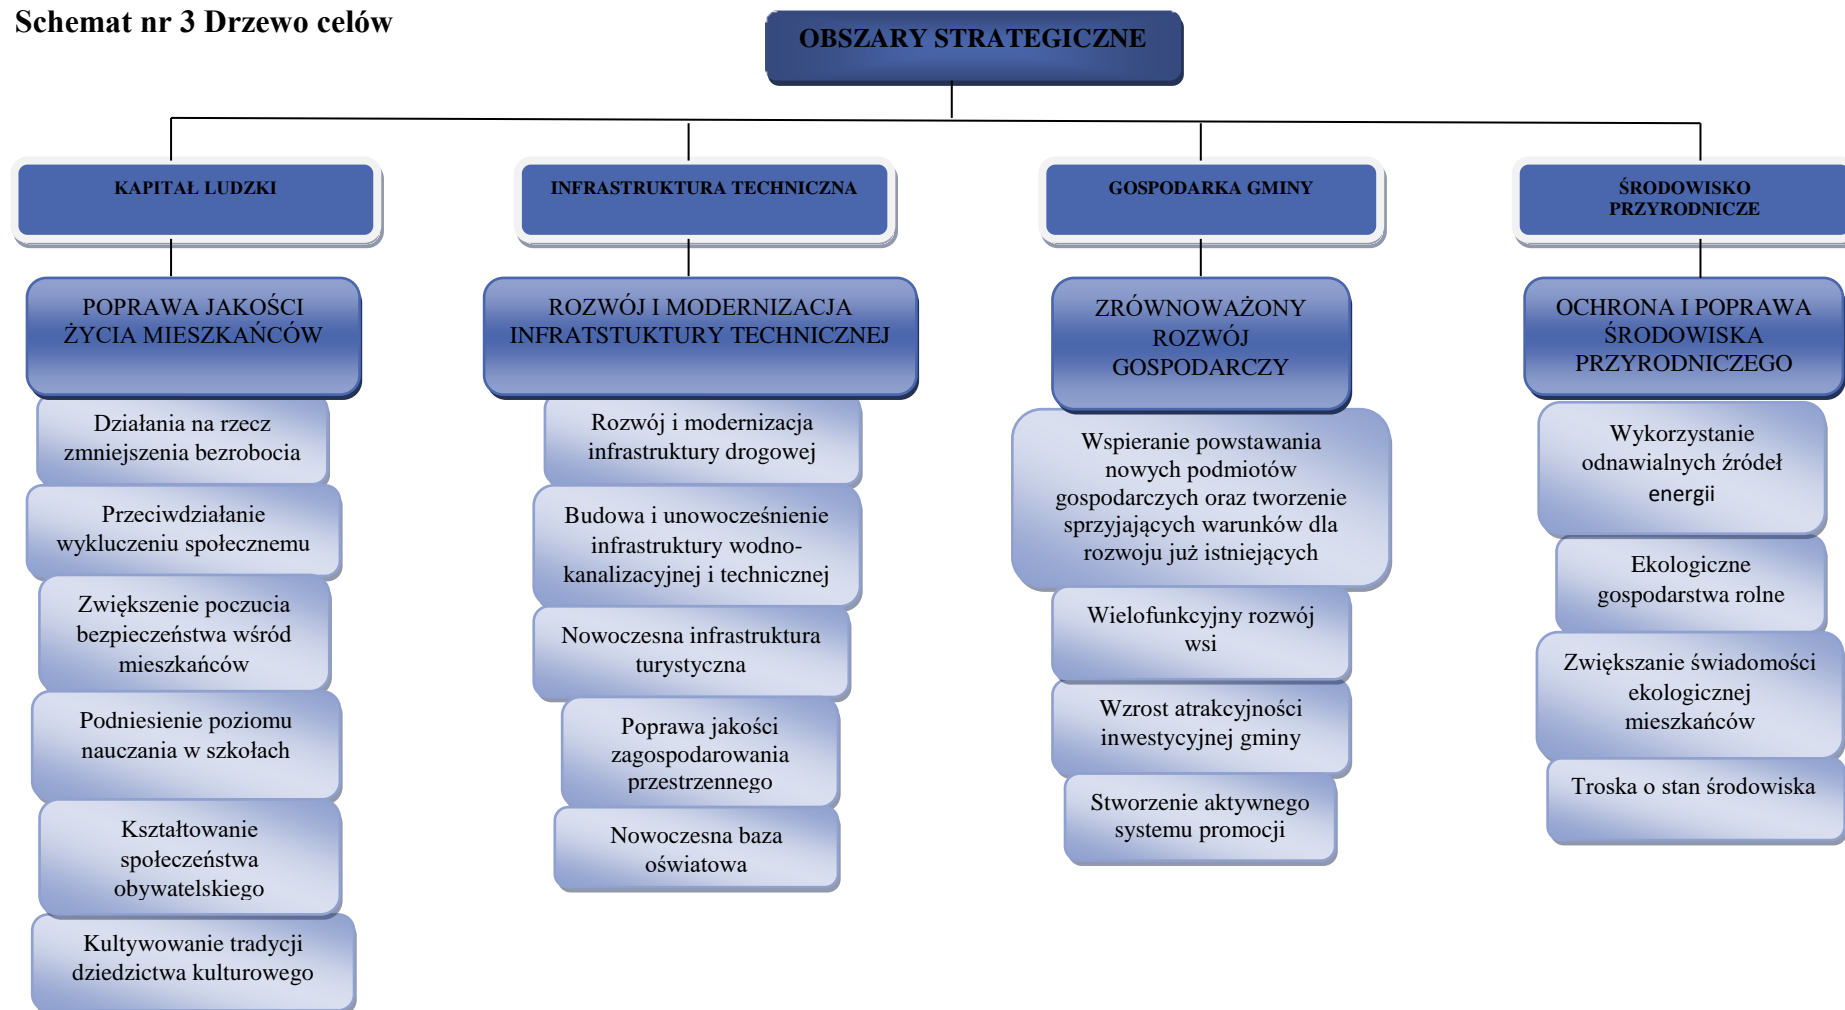 Schemat nr 3 Drzewo celów
OBSZARY STRATEGICZNE
KAPITAŁ LUDZKI
INFRASTRUKTURA TECHNICZNA
GOSPODARKA GMINY
ŚRODOWISKO
PRZYRODNICZE
POPRAWA JAKOŚCI
ŻYCIA MIESZKAŃCÓW
ROZWÓJ I MODERNIZACJA
INFRATSTUKTURY TECHNICZNEJ
ZRÓWNOWAŻONY
ROZWÓJ
GOSPODARCZY
OCHRONA I POPRAWA
ŚRODOWISKA
PRZYRODNICZEGO
Działania na rzecz
zmniejszenia bezrobocia
Przeciwdziałanie
wykluczeniu społecznemu
Zwiększenie poczucia
bezpieczeństwa wśród
mieszkańców
Podniesienie poziomu
nauczania w szkołach
Kształtowanie
społeczeństwa
obywatelskiego
Kultywowanie tradycji
dziedzictwa kulturowego
Rozwój i modernizacja
infrastruktury drogowej
Budowa i unowocześnienie
infrastruktury wodno-
kanalizacyjnej i technicznej
Nowoczesna infrastruktura
turystyczna
Poprawa jakości
zagospodarowania
przestrzennego
Nowoczesna baza
oświatowa
Wspieranie powstawania
nowych podmiotów
gospodarczych oraz tworzenie
sprzyjających warunków dla
rozwoju już istniejących
Wielofunkcyjny rozwój
wsi
Wzrost atrakcyjności
inwestycyjnej gminy
Stworzenie aktywnego
systemu promocji
Wykorzystanie
odnawialnych źródeł
energii
Ekologiczne
gospodarstwa rolne
Zwiększanie świadomości
ekologicznej
mieszkańców
Troska o stan środowiska